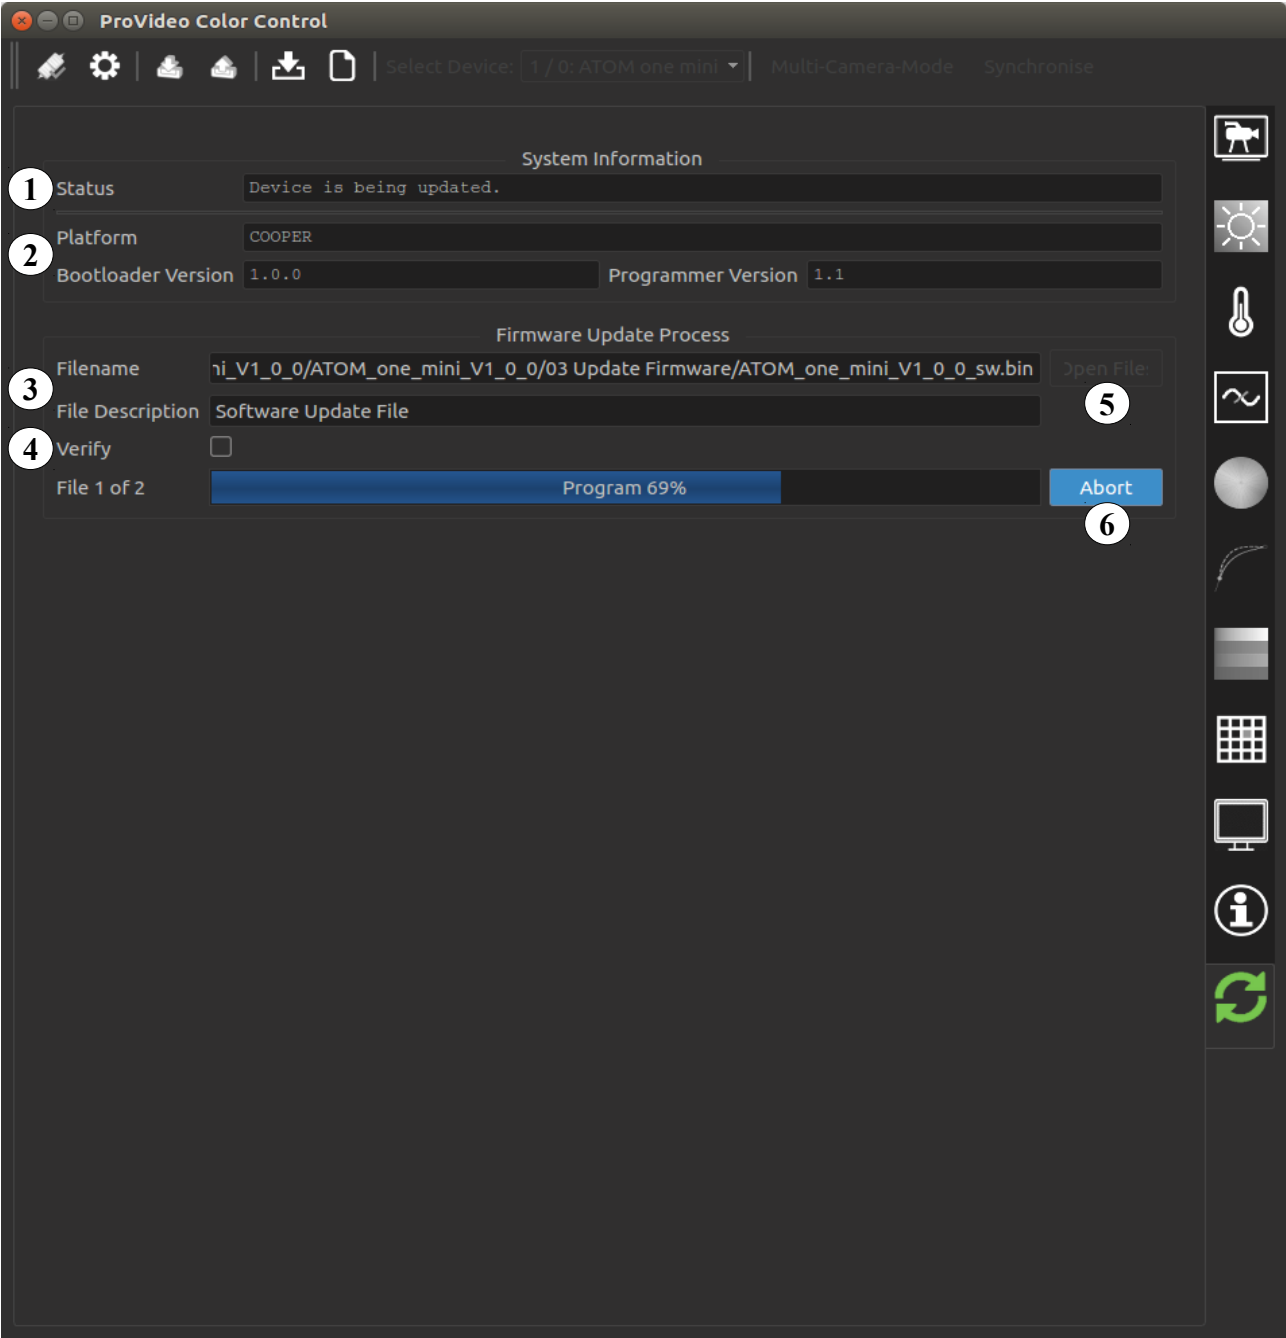 ProVideo Color Control
Select Device: 1 / 0: ATOM one mini Multi-Camera-Mode Synchronise
System Information
1 Status Device is being updated.
Platform COOPER
2
Bootloader Version 1.0.0 Programmer Version 1.1
Firmware Update Process
Filename ni_V1_0_0/ATOM_one_mini_V1_0_0/03 Update Firmware/ATOM_one_mini_V1_0_0_sw.bin Open File
3 5
File Description Software Update File
4 Verify
File 1 of 2 Program 69% Abort
6